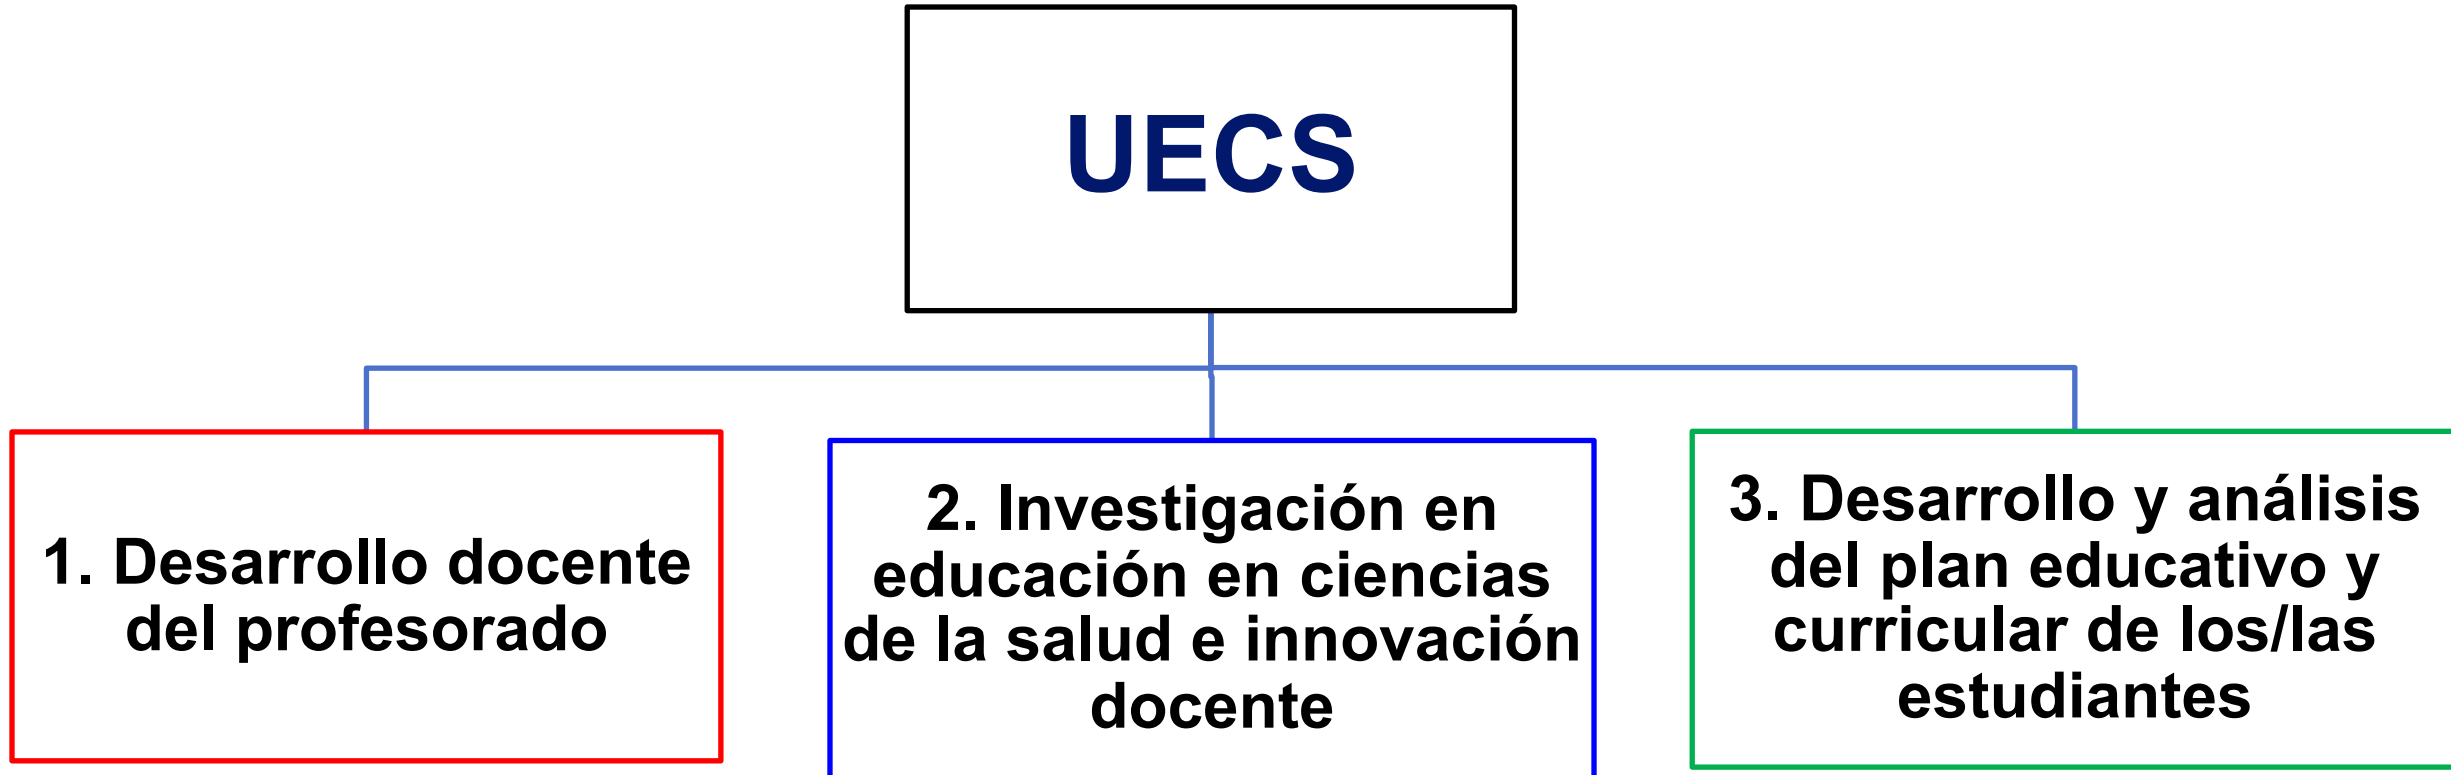 UECS
1. Desarrollo docente
del profesorado
2. Investigación en
educación en ciencias
de la salud e innovación
docente
3. Desarrollo y análisis
del plan educativo y
curricular de los/las
estudiantes